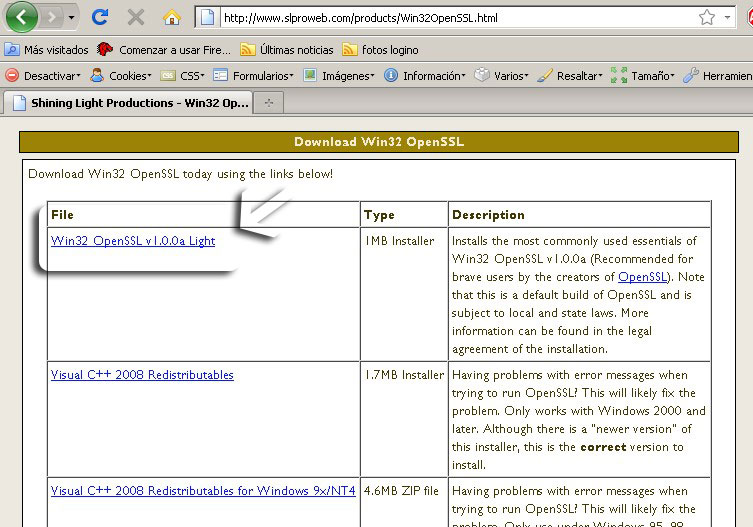 http://www.slproweb.com/products/Win32OpenSSL.html
Más visitados Comenzar a usar Fire... Últimas noticias fotos logino
Desactivar Cookies CSS Formularios Imágenes Información Varios Resaltar Tamaño Herramien
Shining Light Productions - Win32 Op...
Download Win32 OpenSSL
Download Win32 OpenSSL today using the links below!
File Type Description
Win32 OpenSSL v1.0.0a Light 1MB Installer Installs the most commonly used essentials of
Win32 OpenSSL v1.0.0a (Recommended for
brave users by the creators of OpenSSL). Note
that this is a default build of OpenSSL and is
subject to local and state laws. More
information can be found in the legal
agreement of the installation.
Visual C++ 2008 Redistributables 1.7MB Installer Having problems with error messages when
trying to run OpenSSL? This will likely fix the
problem. Only works with Windows 2000 and
later. Although there is a "newer version" of
this installer, this is the correct version to
install.
Visual C++ 2008 Redistributables for Windows 9x/NT4 4.6MB ZIP file Having problems with error messages when
trying to run OpenSSL? This will likely fix the
problem. Only use under Windows 95, 98,